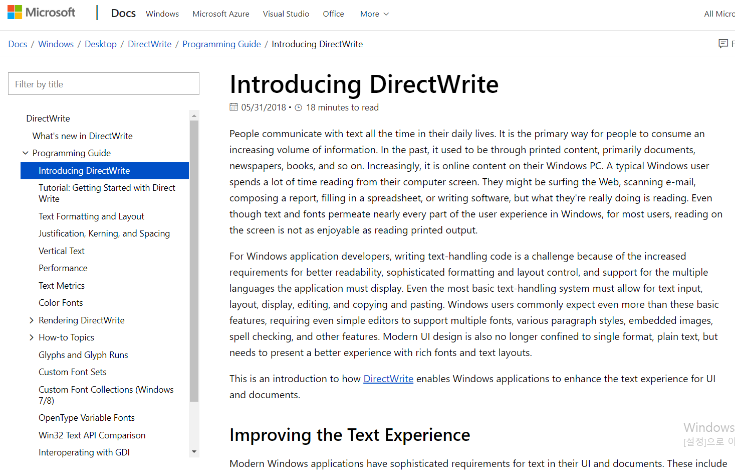 Microsoft
Docs
Windows
Microsoft Azure
Visual Studio
Office
More
All Micro
Docs / Windows / Desktop / DirectWrite / Programming Guide / Introducing DirectWrite
Filter by title
DirectWrite
What's new in DirectWrite
Programming Guide
Introducing DirectWrite
Tutorial: Getting Started with Direct
Write
Text Formatting and Layout
Justification, Kerning, and Spacing
Vertical Text
Performance
Text Metrics
Color Fonts
Rendering DirectWrite
How-to Topics
Glyphs and Glyph Runs
Custom Font Sets
Custom Font Collections (Windows
7/8)
OpenType Variable Fonts
Win32 Text API Comparison
Interoperating with GDI
Introducing DirectWrite
05/31/2018 • 18 minutes to read
People communicate with text all the time in their daily lives. It is the primary way for people to consume an
increasing volume of information. In the past, it used to be through printed content, primarily documents,
newspapers, books, and so on. Increasingly, it is online content on their Windows PC. A typical Windows user
spends a lot of time reading from their computer screen. They might be surfing the Web, scanning e-mail,
composing a report, filling in a spreadsheet, or writing software, but what they're really doing is reading. Even
though text and fonts permeate nearly every part of the user experience in Windows, for most users, reading on
the screen is not as enjoyable as reading printed output.
For Windows application developers, writing text-handling code is a challenge because of the increased
requirements for better readability, sophisticated formatting and layout control, and support for the multiple
languages the application must display. Even the most basic text-handling system must allow for text input,
layout, display, editing, and copying and pasting. Windows users commonly expect even more than these basic
features, requiring even simple editors to support multiple fonts, various paragraph styles, embedded images,
spell checking, and other features. Modern UI design is also no longer confined to single format, plain text, but
needs to present a better experience with rich fonts and text layouts.
This is an introduction to how DirectWrite enables Windows applications to enhance the text experience for UI
and documents.
Improving the Text Experience
Modern Windows applications have sophisticated requirements for text in their UI and documents. These include
Windows
[설정]으로 이